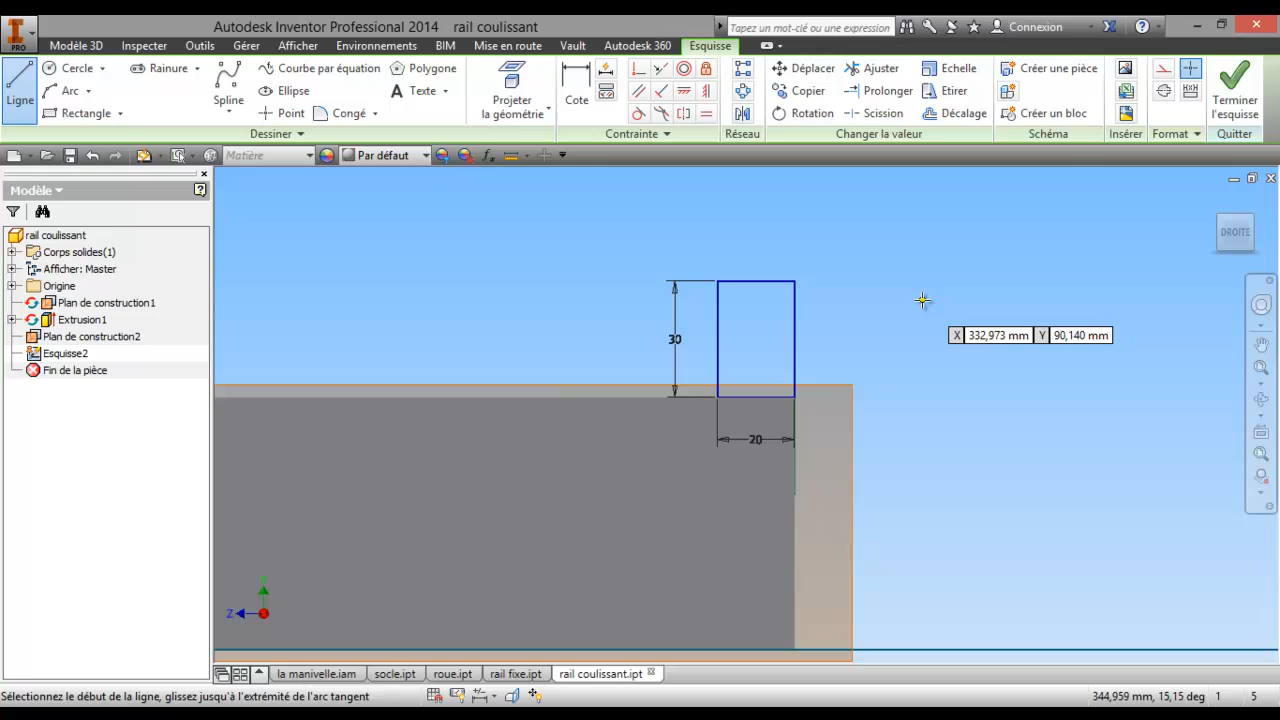 Autodesk Inventor Professional 2014 rail coulissant
Tapez un mot-clé ou une expression
Connexion
PRO
Modèle 3D Inspecter Outils Gérer Afficher Environnements BIM Mise en route Vault Autodesk 360 Esquisse
Ligne
Cercle
Arc
Rectangle
Rainure
Spline
Courbe par équation
Ellipse
Point
Polygone
Texte
Congé
Projeter
la géométrie
Dessiner
Cote
Contrainte
Réseau
Déplacer
Copier
Rotation
Ajuster
Prolonger
Scission
Echelle
Etirer
Décalage
Changer la valeur
Créer une pièce
Créer un bloc
Schéma
Insérer
Format
Terminer
l'esquisse
Quitter
Matière
Par défaut
fx
Modèle
rail coulissant
Corps solides(1)
Afficher: Master
Origine
Plan de construction1
Extrusion1
Plan de construction2
Esquisse2
Fin de la pièce
DROITE
30
20
X 332,973 mm Y 90,140 mm
Z
la manivelle.iam socle.ipt roue.ipt rail fixe.ipt rail coulissant.ipt
Sélectionnez le début de la ligne, glissez jusqu'à l'extrémité de l'arc tangent
344,959 mm, 15,15 deg 1 5